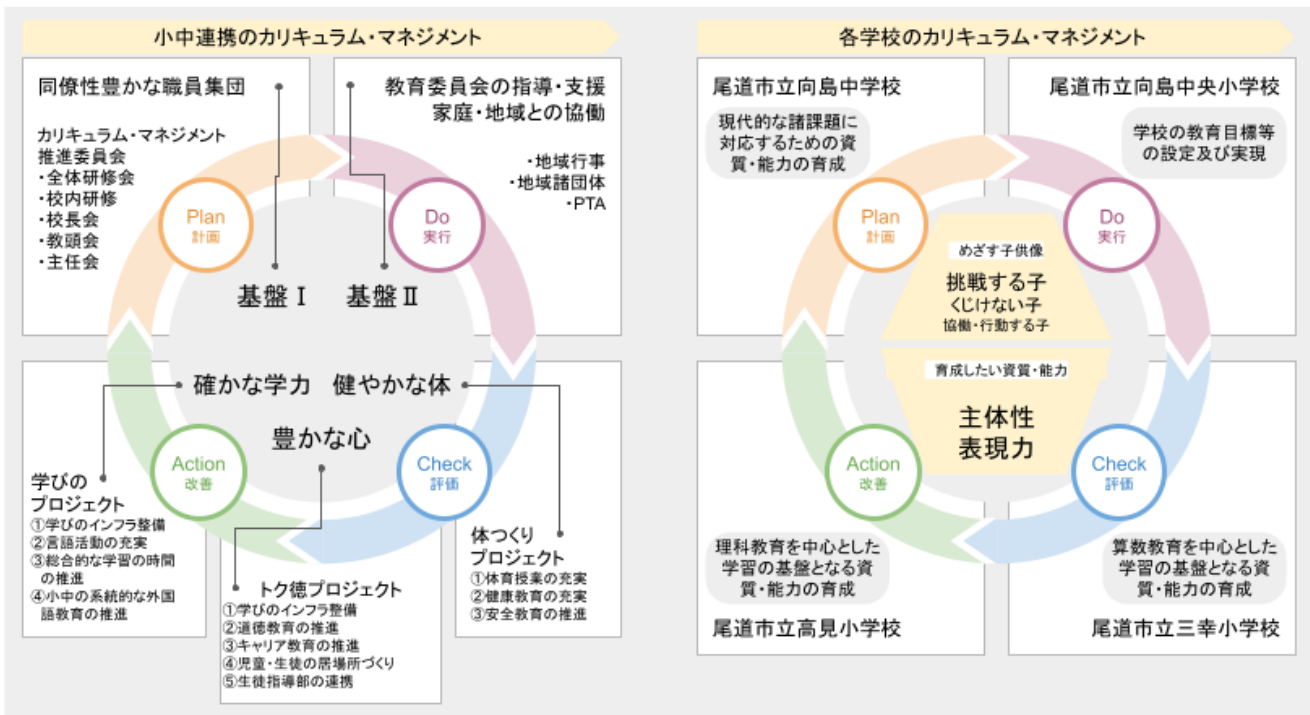 小中連携のカリキュラム・マネジメント
同僚性豊かな職員集団
カリキュラム・マネジメント
推進委員会
・全体研修会
・校内研修
・校長会
・教頭会
・主任会
教育委員会の指導・支援
家庭・地域との協働
・地域行事
・地域諸団体
・PTA
Plan
計画
Do
実行
基盤Ⅰ
基盤Ⅱ
確かな学力
健やかな体
豊かな心
Action
改善
Check
評価
学びの
プロジェクト
①学びのインフラ整備
②言語活動の充実
③総合的な学習の時間
の推進
④小中の系統的な外国
語教育の推進
トク徳プロジェクト
①学びのインフラ整備
②道徳教育の推進
③キャリア教育の推進
④児童・生徒の居場所づくり
⑤生徒指導部の連携
体つくり
プロジェクト
①体育授業の充実
②健康教育の充実
③安全教育の推進
各学校のカリキュラム・マネジメント
尾道市立向島中学校
現代的な諸課題に
対応するための資
質・能力の育成
尾道市立向島中央小学校
学校の教育目標等
の設定及び実現
Plan
計画
Do
実行
めざす子供像
挑戦する子
くじけない子
協働・行動する子
育成したい資質・能力
主体性
表現力
Action
改善
Check
評価
理科教育を中心とした
学習の基盤となる資
質・能力の育成
尾道市立高見小学校
算数教育を中心とした
学習の基盤となる資
質・能力の育成
尾道市立三幸小学校